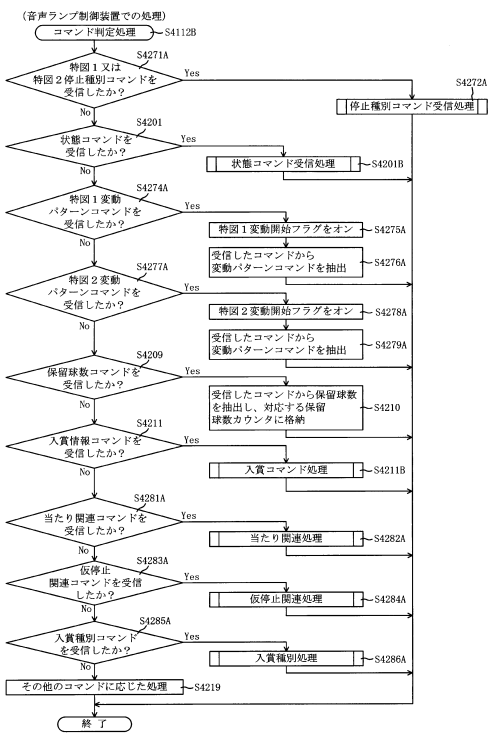 (音声ランプ制御装置での処理)
コマンド判定処理
S4112B
S4271A
特図1又は
特図2停止種別コマンドを
受信したか?
Yes
No
S4272A
停止種別コマンド受信処理
S4201
状態コマンドを
受信したか?
Yes
No
状態コマンド受信処理
S4201B
S4274A
特図1変動
パターンコマンドを
受信したか?
Yes
No
特図1変動開始フラグをオン
S4275A
受信したコマンドから
変動パターンコマンドを抽出
S4276A
S4277A
特図2変動
パターンコマンドを
受信したか?
Yes
No
特図2変動開始フラグをオン
S4278A
受信したコマンドから
変動パターンコマンドを抽出
S4279A
S4209
保留球数コマンドを
受信したか?
Yes
No
受信したコマンドから保留球数
を抽出し、対応する保留
球数カウンタに格納
S4210
S4211
入賞情報コマンドを
受信したか?
Yes
No
入賞コマンド処理
S4211B
S4281A
当たり関連コマンドを
受信したか?
Yes
No
当たり関連処理
S4282A
S4283A
仮停止
関連コマンドを受信
したか?
Yes
No
仮停止関連処理
S4284A
S4285A
入賞種別コマンド
を受信したか?
Yes
No
入賞種別処理
S4286A
その他のコマンドに応じた処理
S4219
終了